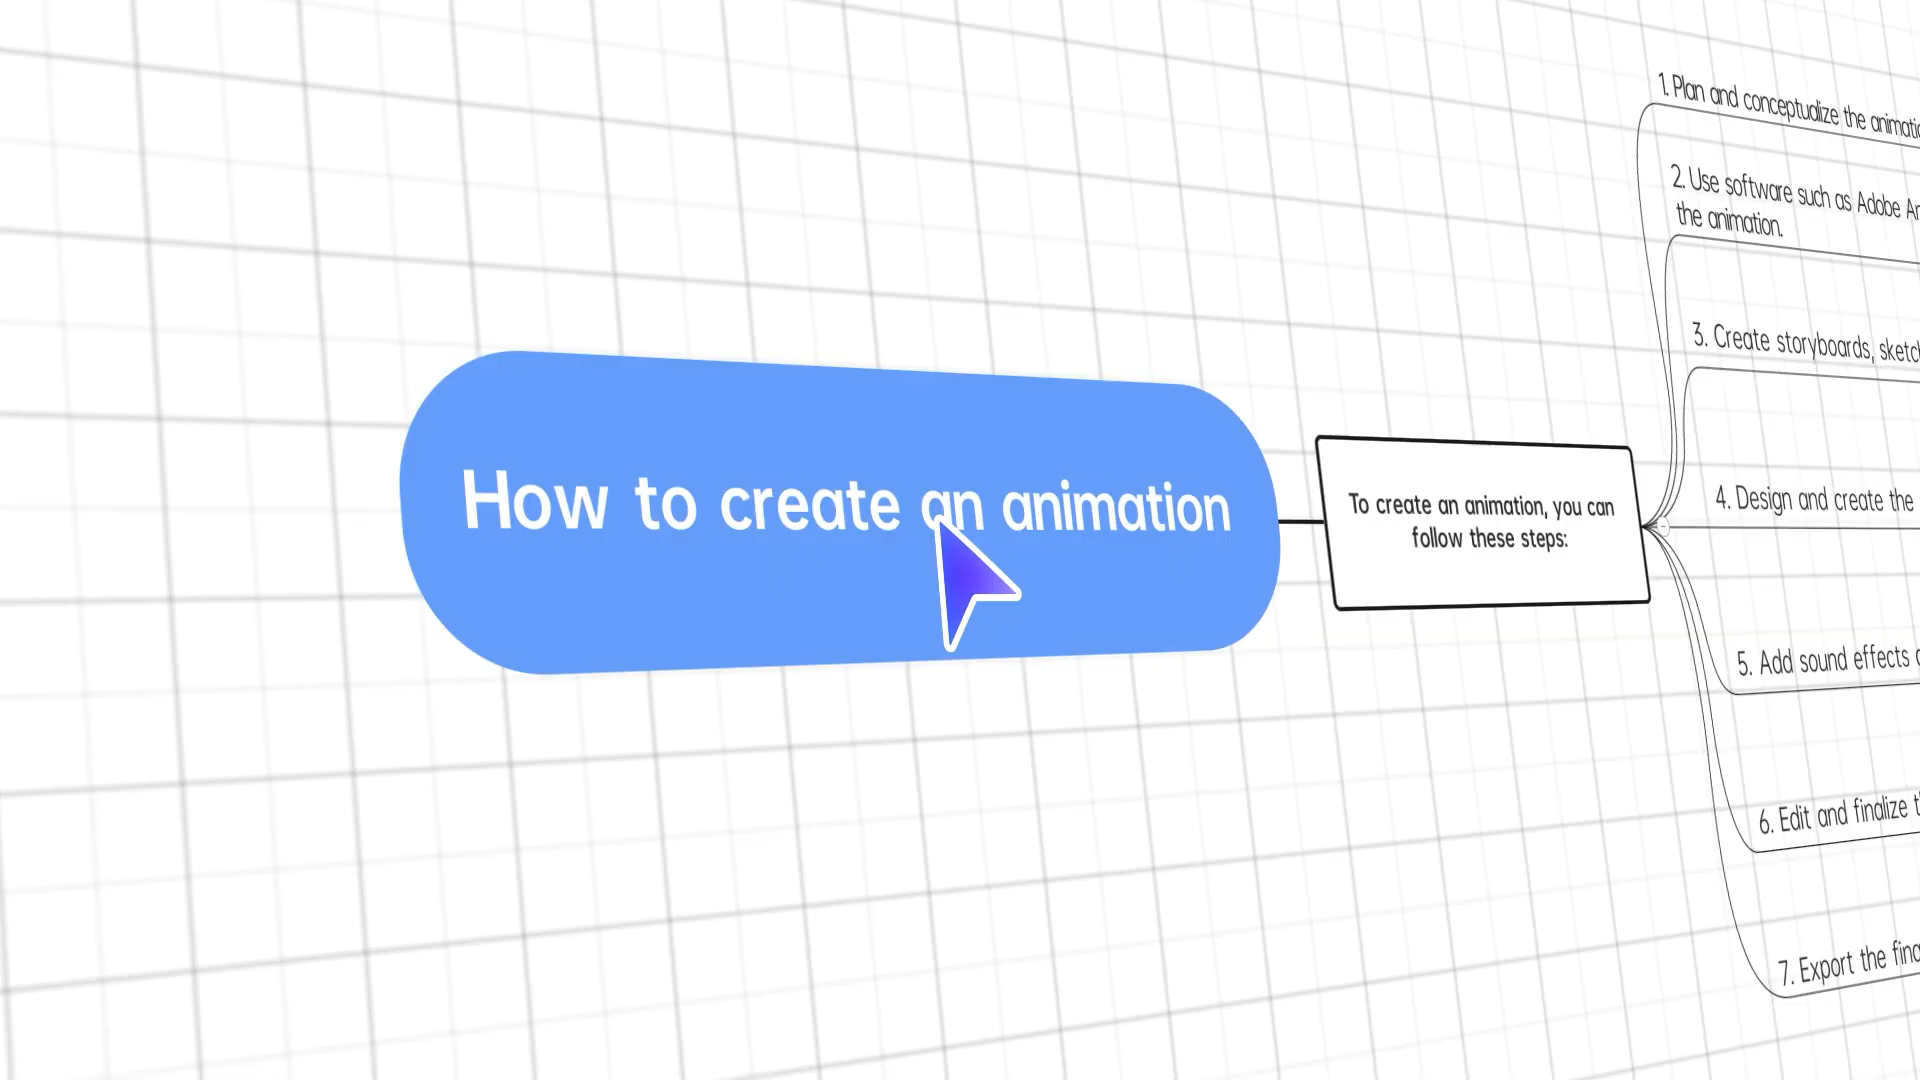 How to create an animation
To create an animation, you can
follow these steps:
1. Plan and conceptualize the
2. Use software such as Adobe
the animation.
3. Create storyboards,
4. Design and create the
5. Add sound effects
6. Edit and finalize
7. Export the